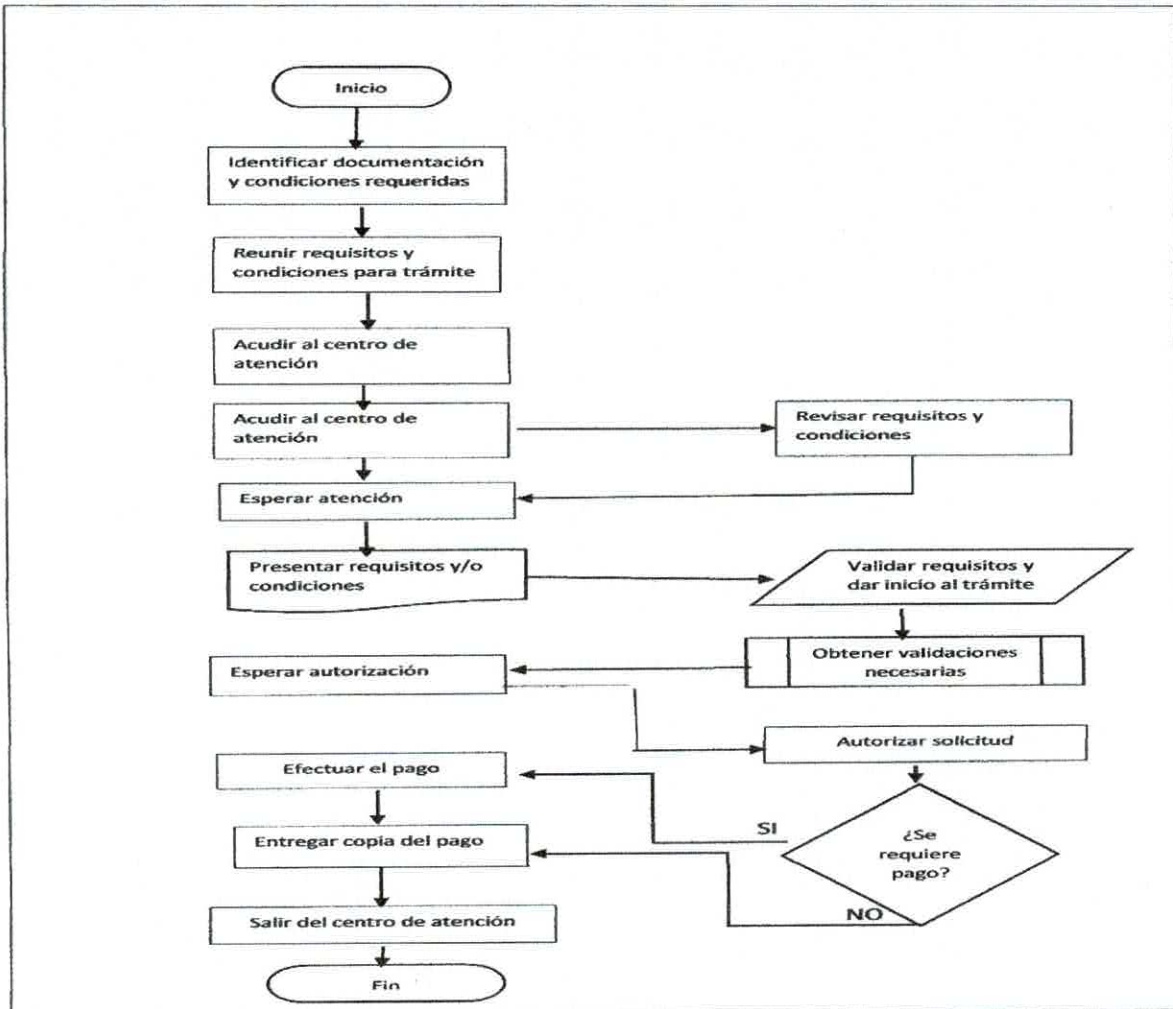 Inicio
Identificar documentación
y condiciones requeridas
Reunir requisitos y
condiciones para trámite
Acudir al centro de
atención
Acudir al centro de
atención
Revisar requisitos y
condiciones
Esperar atención
Presentar requisitos y/o
condiciones
Validar requisitos y
dar inicio al trámite
Obtener validaciones
necesarias
Esperar autorización
Autorizar solicitud
Efectuar el pago
SI
¿Se
requiere
pago?
Entregar copia del pago
NO
Salir del centro de atención
Fin